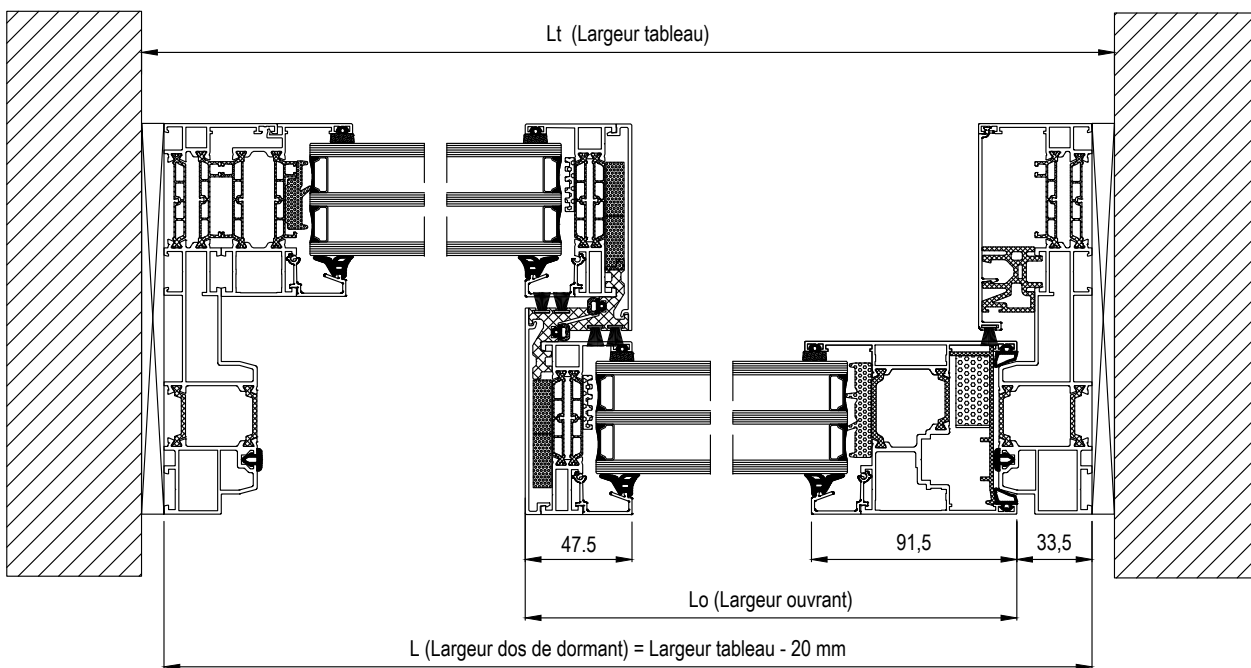 Lt (Largeur tableau)
47.5
91,5
33,5
Lo (Largeur ouvrant)
L (Largeur dos de dormant) = Largeur tableau - 20 mm